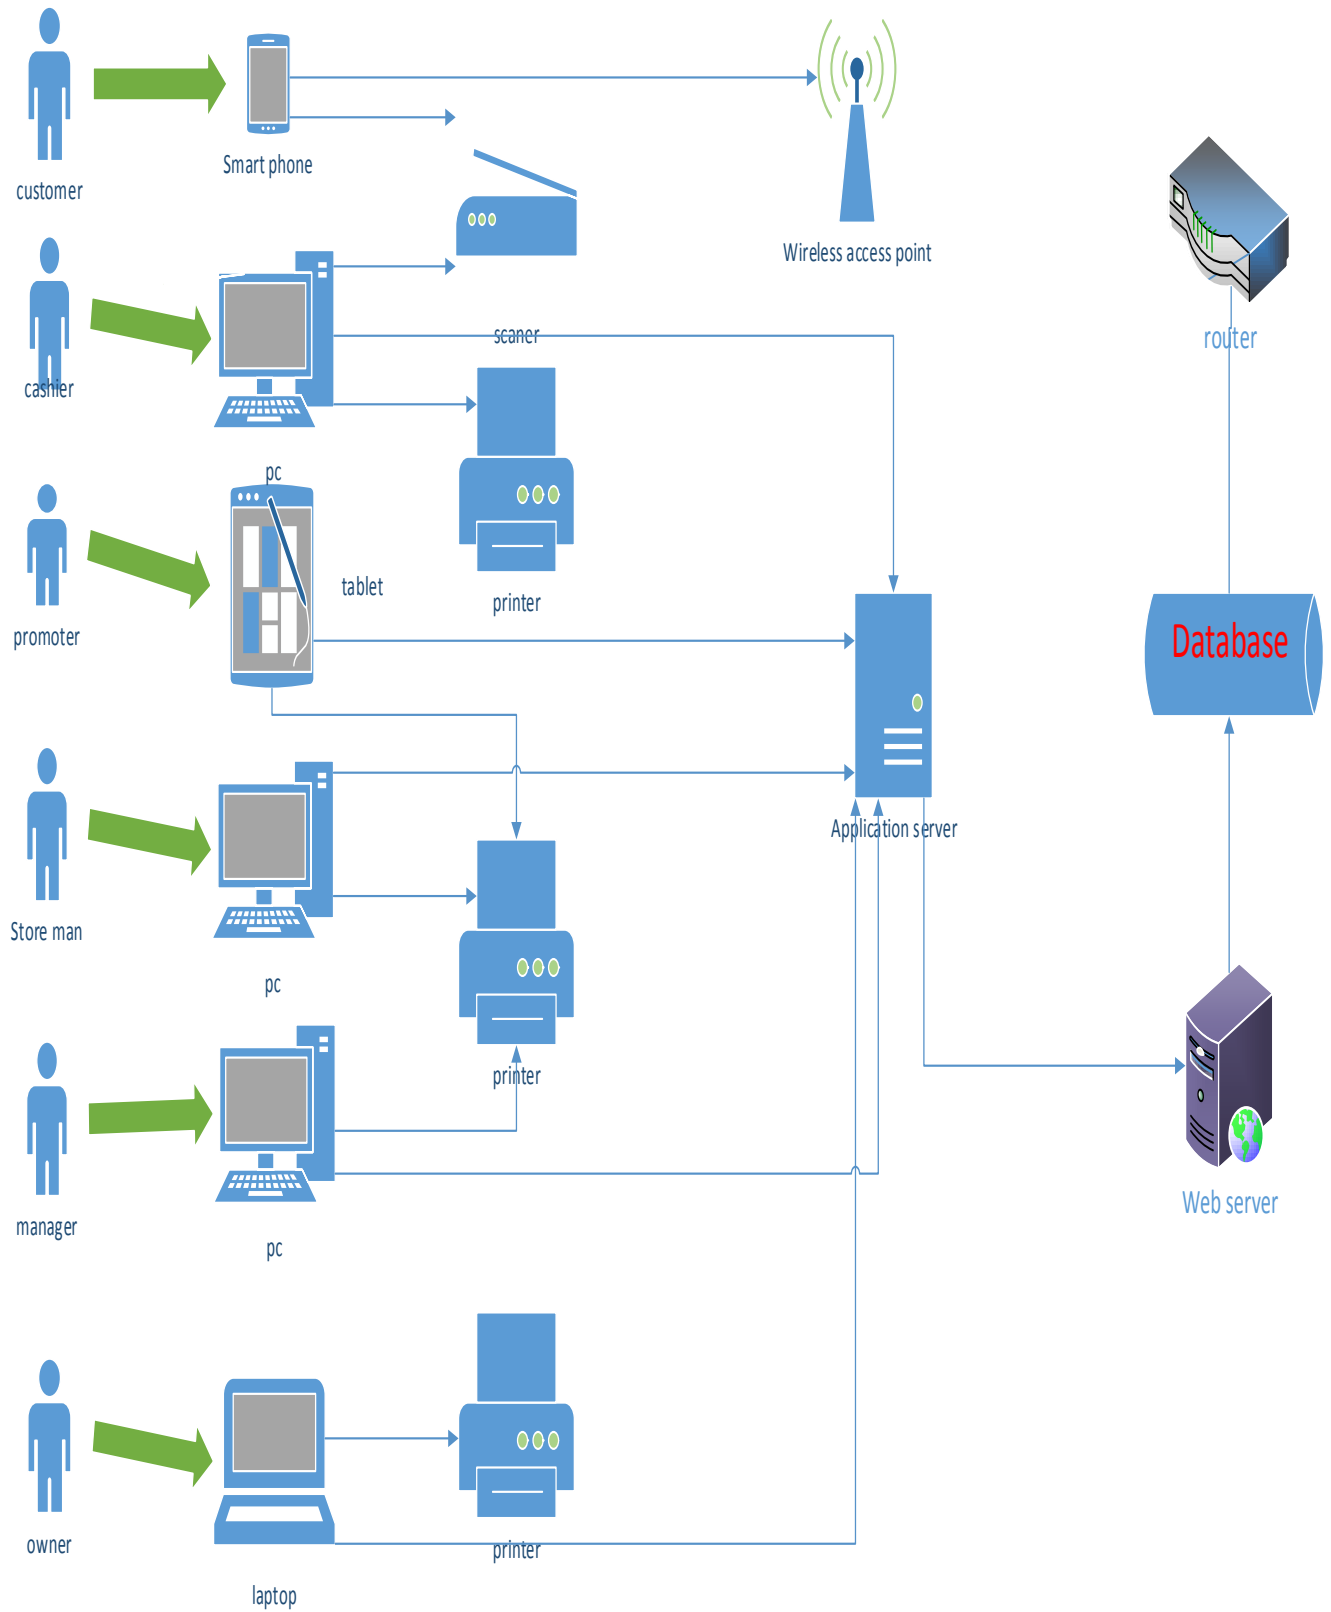 Smart phone
customer
Wireless access point
scaner
router
cashier
pc
tablet
printer
promoter
Database
Application server
Store man
pc
printer
Web server
manager
pc
owner
printer
laptop